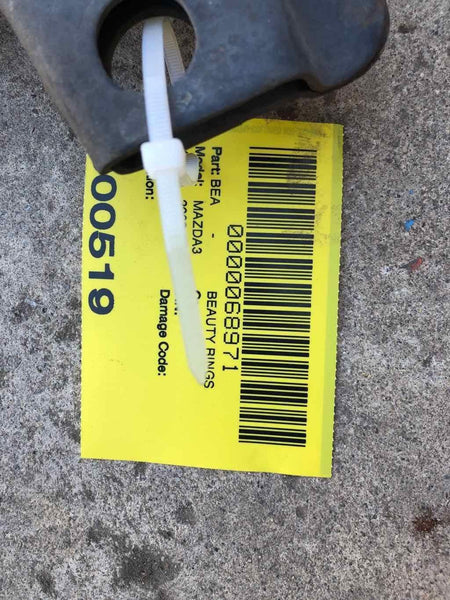 0000068971
Part: BEA - BEAUTY RINGS
Model: MAZDA3
Damage Code:
00519